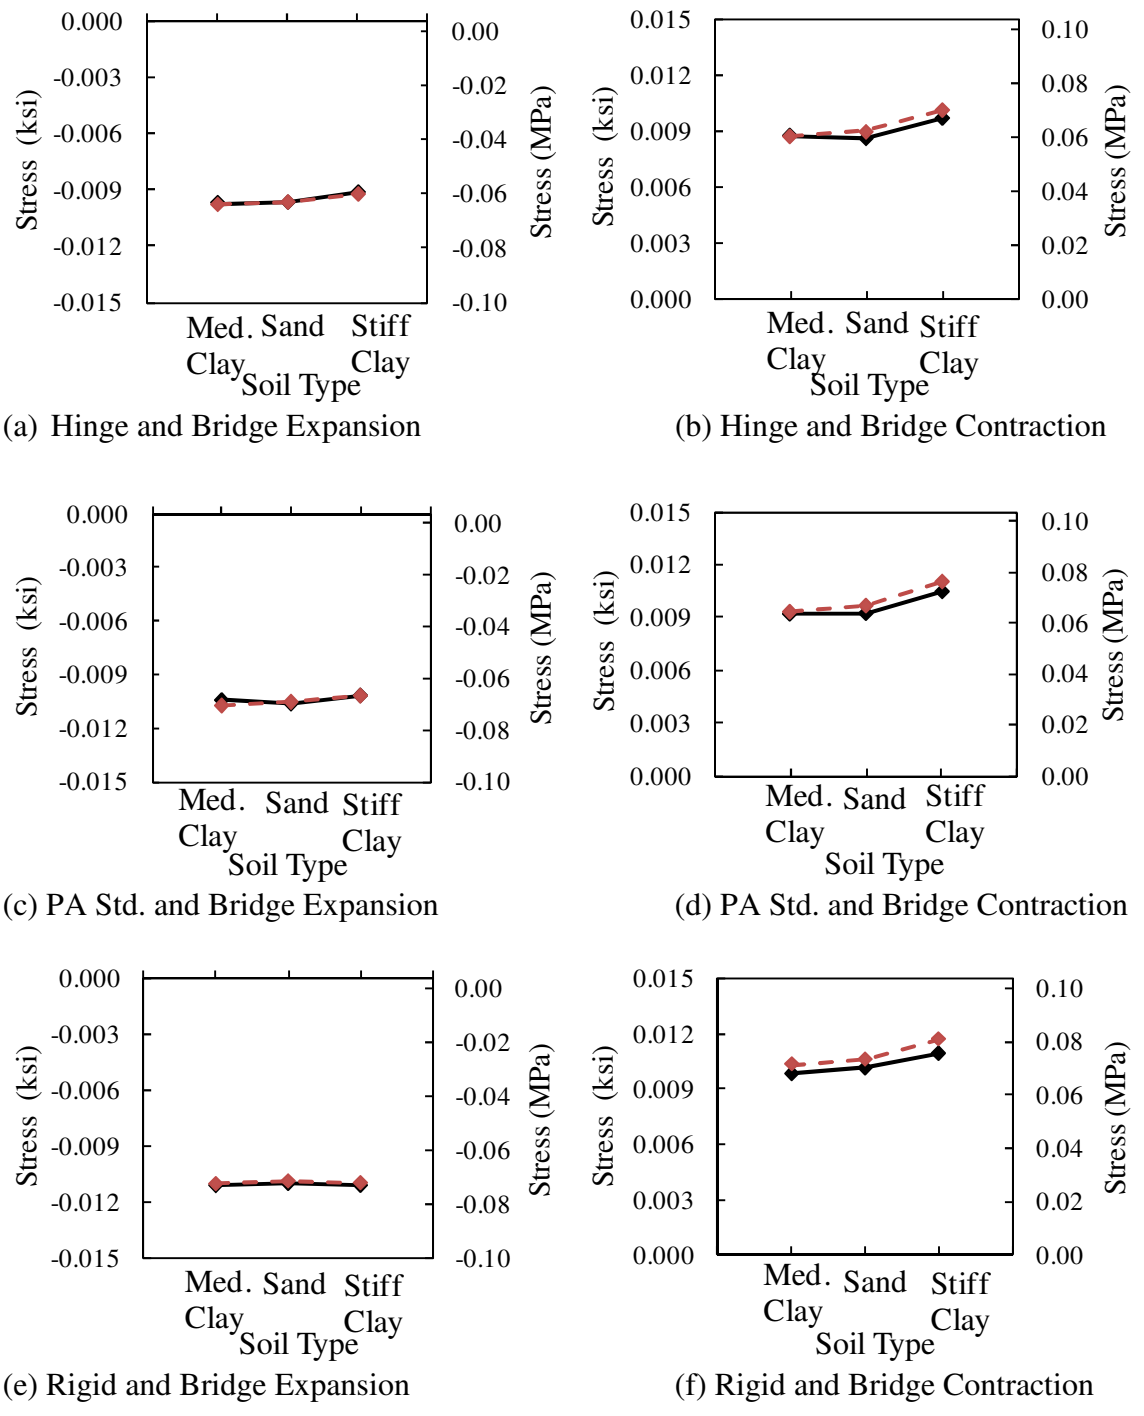 0.000
-0.003
-0.006
-0.009
-0.012
-0.015
Stress (ksi)
0.00
-0.02
-0.04
-0.06
-0.08
-0.10
Stress (MPa)
Med. Sand Stiff
Clay Clay
Soil Type
(a) Hinge and Bridge Expansion
0.015
0.012
0.009
0.006
0.003
0.000
Stress (ksi)
0.10
0.08
0.06
0.04
0.02
0.00
Stress (MPa)
Med. Sand Stiff
Clay Clay
Soil Type
(b) Hinge and Bridge Contraction
0.000
-0.003
-0.006
-0.009
-0.012
-0.015
Stress (ksi)
0.00
-0.02
-0.04
-0.06
-0.08
-0.10
Stress (MPa)
Med. Sand Stiff
Clay Clay
Soil Type
(c) PA Std. and Bridge Expansion
0.015
0.012
0.009
0.006
0.003
0.000
Stress (ksi)
0.10
0.08
0.06
0.04
0.02
0.00
Stress (MPa)
Med. Sand Stiff
Clay Clay
Soil Type
(d) PA Std. and Bridge Contraction
0.000
-0.003
-0.006
-0.009
-0.012
-0.015
Stress (ksi)
0.00
-0.02
-0.04
-0.06
-0.08
-0.10
Stress (MPa)
Med. Sand Stiff
Clay Clay
Soil Type
(e) Rigid and Bridge Expansion
0.015
0.012
0.009
0.006
0.003
0.000
Stress (ksi)
0.10
0.08
0.06
0.04
0.02
0.00
Stress (MPa)
Med. Sand Stiff
Clay Clay
Soil Type
(f) Rigid and Bridge Contraction